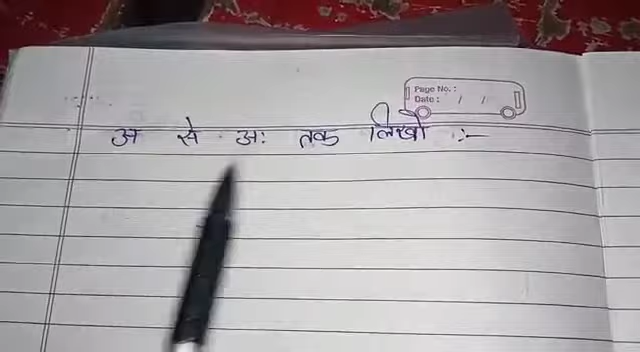 Page No. :
Date : / /
अ से अः तक लिखो :-